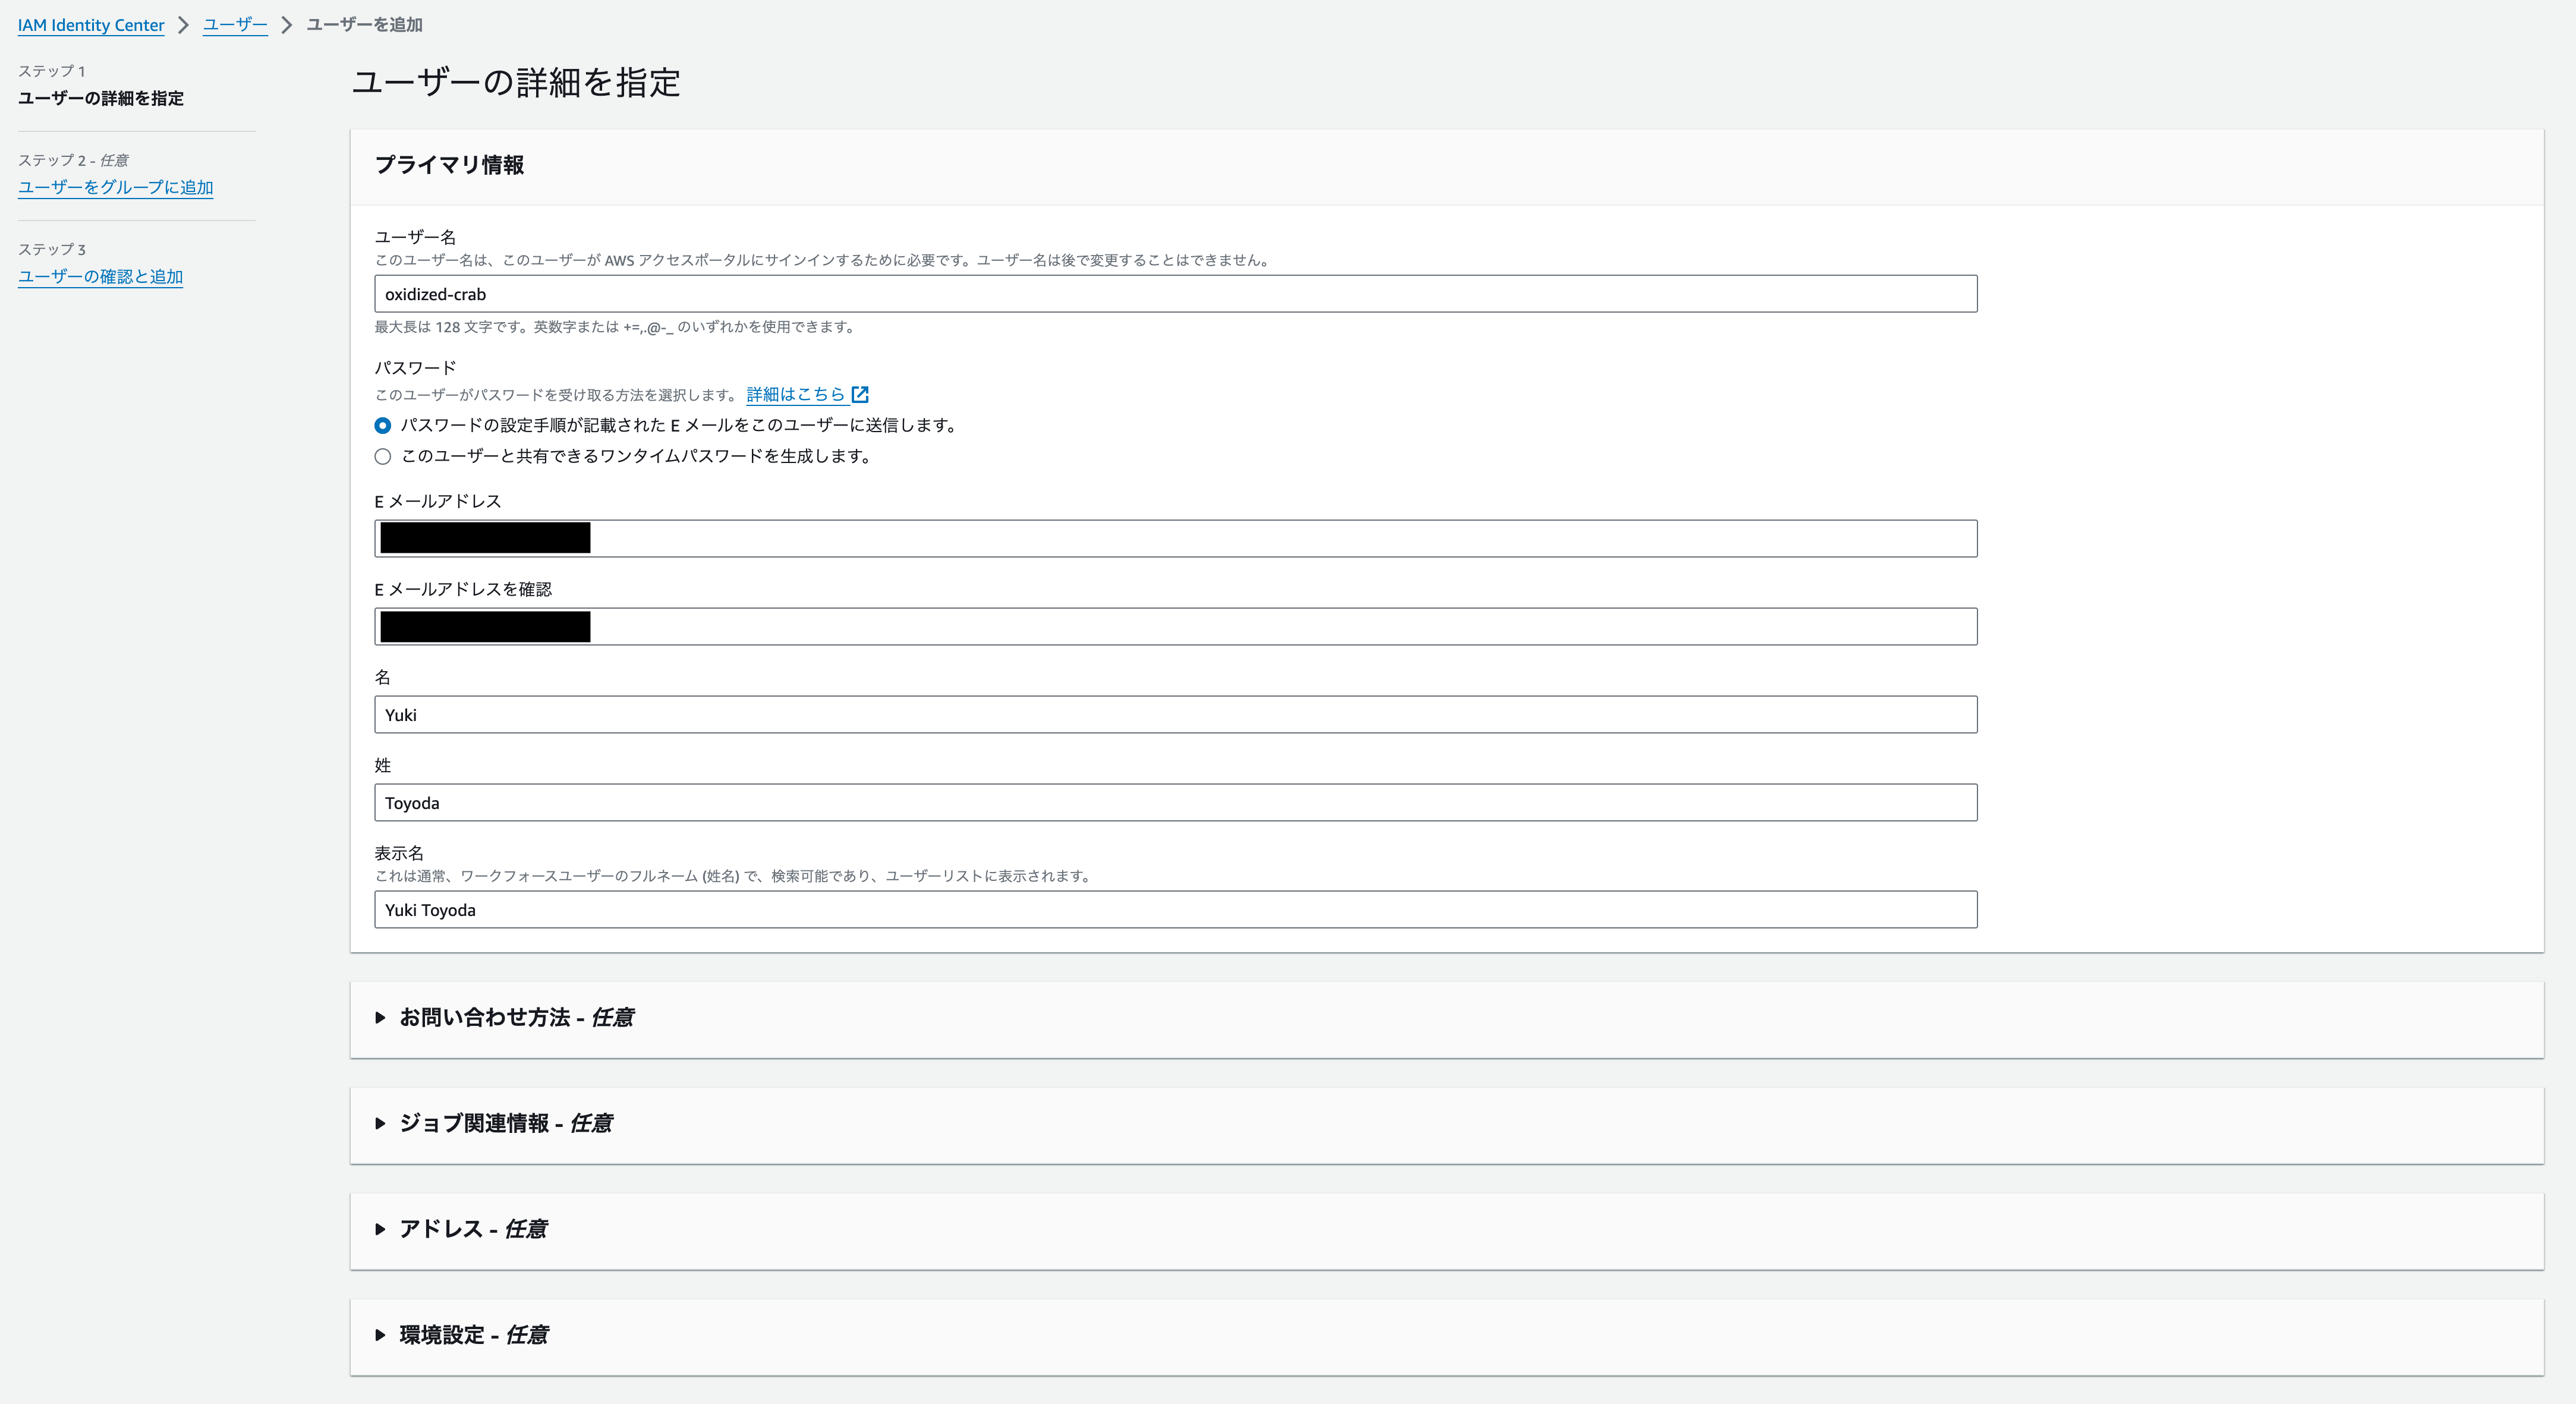 IAM Identity Center > ユーザー > ユーザーを追加
ステップ 1
ユーザーの詳細を指定
ステップ 2 - 任意
ユーザーをグループに追加
ステップ 3
ユーザーの確認と追加
ユーザーの詳細を指定
プライマリ情報
ユーザー名
このユーザー名は、このユーザーが AWS アクセスポータルにサインインするために必要です。ユーザー名は後で変更することはできません。
oxidized-crab
最大長は 128 文字です。英数字または +=,.@-_ のいずれかを使用できます。
パスワード
このユーザーがパスワードを受け取る方法を選択します。 詳細はこちら
パスワードの設定手順が記載された E メールをこのユーザーに送信します。
このユーザーと共有できるワンタイムパスワードを生成します。
E メールアドレス
E メールアドレスを確認
名
Yuki
姓
Toyoda
表示名
これは通常、ワークフォースユーザーのフルネーム (姓名) で、検索可能であり、ユーザーリストに表示されます。
Yuki Toyoda
お問い合わせ方法 - 任意
ジョブ関連情報 - 任意
アドレス - 任意
環境設定 - 任意